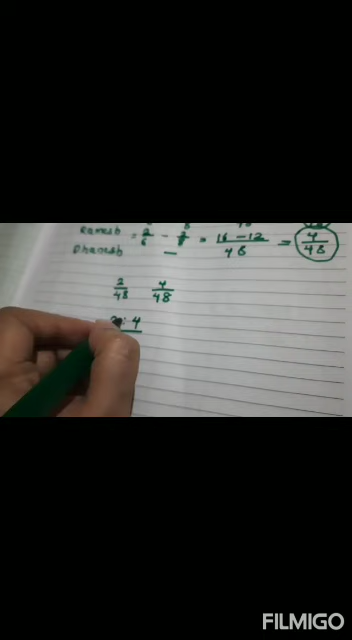 Ramesh = 2/6 - 2/8 = 16 - 12/48 = 4/48
Dhanesh —
2/48 4/48
: 4
FILMIGO